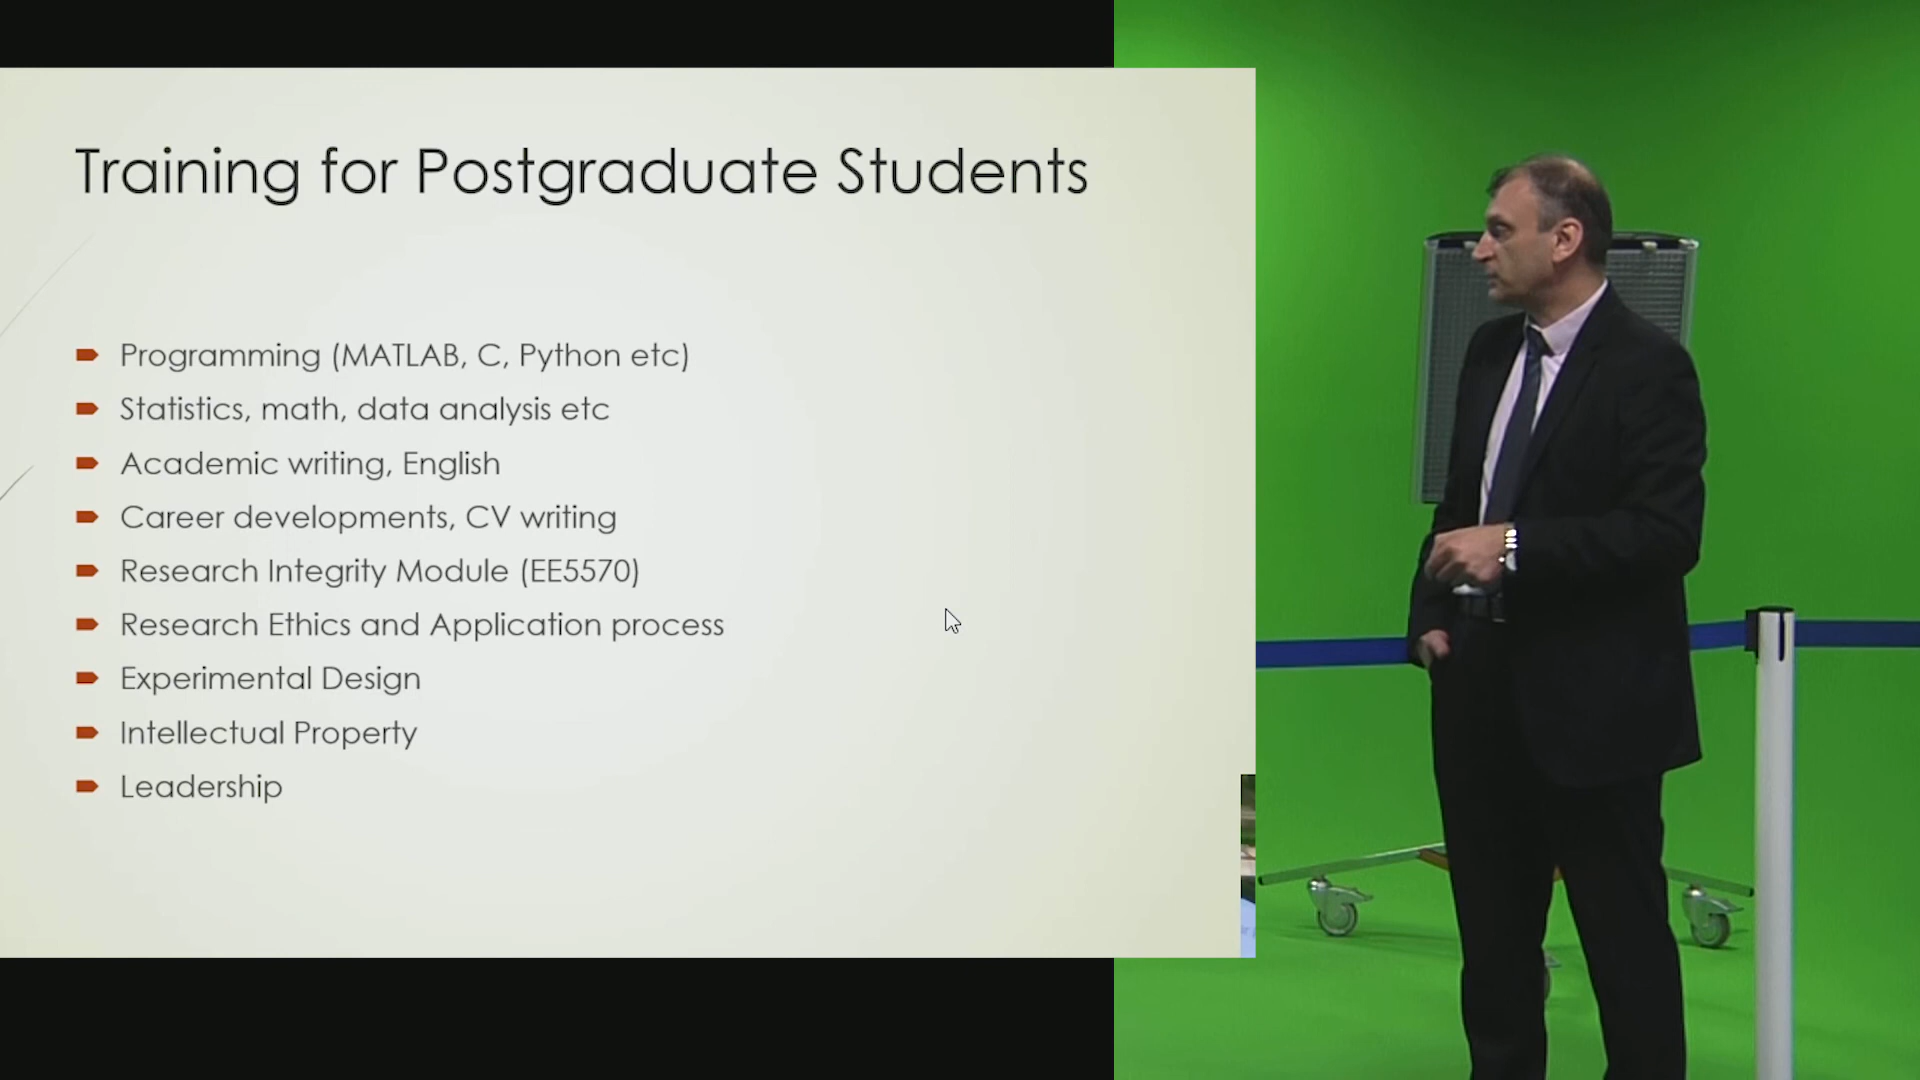 Training for Postgraduate Students
Programming (MATLAB, C, Python etc)
Statistics, math, data analysis etc
Academic writing, English
Career developments, CV writing
Research Integrity Module (EE5570)
Research Ethics and Application process
Experimental Design
Intellectual Property
Leadership